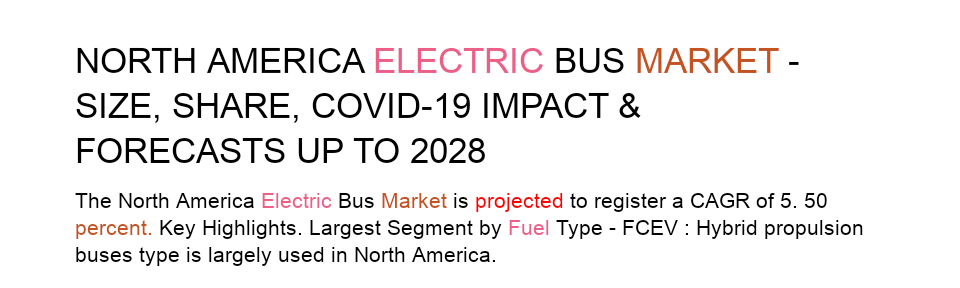 NORTH AMERICA ELECTRIC BUS MARKET -
SIZE, SHARE, COVID-19 IMPACT &
FORECASTS UP TO 2028
The North America Electric Bus Market is projected to register a CAGR of 5. 50
percent. Key Highlights. Largest Segment by Fuel Type - FCEV : Hybrid propulsion
buses type is largely used in North America.